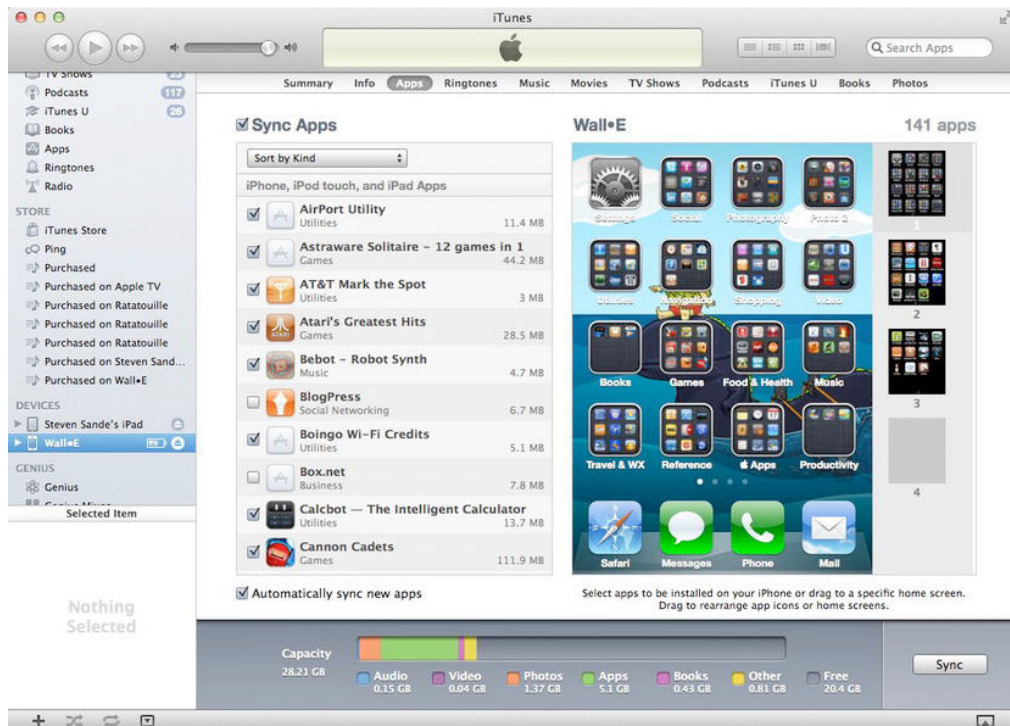 iTunes
Search Apps
TV Shows
Podcasts 117
iTunes U 26
Books
Apps
Ringtones
Radio
STORE
iTunes Store
Ping
Purchased
Purchased on Apple TV
Purchased on Ratatouille
Purchased on Ratatouille
Purchased on Ratatouille
Purchased on Steven Sand...
Purchased on Wall•E
DEVICES
Steven Sande's iPad
Wall•E
GENIUS
Genius
Genius Mixes
Selected Item
Nothing
Selected
Summary Info Apps Ringtones Music Movies TV Shows Podcasts iTunes U Books Photos
Sync Apps
Sort by Kind
iPhone, iPod touch, and iPad Apps
AirPort Utility
Utilities 11.4 MB
Astraware Solitaire – 12 games in 1
Games 44.2 MB
AT&T Mark the Spot
Utilities 3 MB
Atari's Greatest Hits
Games 28.5 MB
ATARI
Bebot – Robot Synth
Music 4.7 MB
BlogPress
Social Networking 6.7 MB
Boingo Wi-Fi Credits
Utilities 5.1 MB
Box.net
Business 7.8 MB
Calcbot — The Intelligent Calculator
Utilities 13.7 MB
Cannon Cadets
Games 111.9 MB
Automatically sync new apps
Wall•E 141 apps
Settings Social Photography Photo 2
Utilities Navigation Shopping Video
Books Games Food & Health Music
Travel & WX Reference Apps Productivity
Safari Messages Phone Mail
1
2
3
4
Select apps to be installed on your iPhone or drag to a specific home screen.
Drag to rearrange app icons or home screens.
Capacity
28.21 GB
Audio Video Photos Apps Books Other Free
0.15 GB 0.04 GB 1.37 GB 5.1 GB 0.43 GB 0.81 GB 20.4 GB
Sync